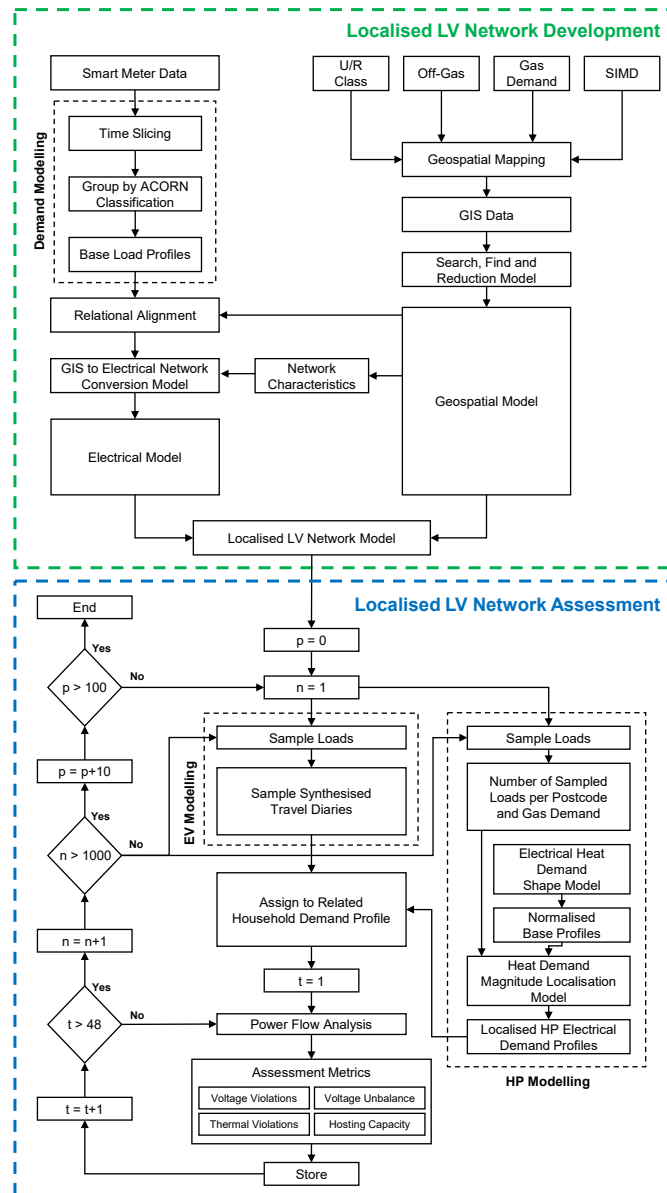 Localised LV Network Development
Smart Meter Data
U/R
Class
Off-Gas
Gas
Demand
SIMD
Demand Modelling
Time Slicing
Group by ACORN
Classification
Base Load Profiles
Geospatial Mapping
GIS Data
Search, Find and
Reduction Model
Relational Alignment
GIS to Electrical Network
Conversion Model
Network
Characteristics
Geospatial Model
Electrical Model
Localised LV Network Model
Localised LV Network Assessment
End
Yes
p > 100
No
p = 0
n = 1
p = p+10
Yes
n > 1000
No
n = n+1
Yes
t > 48
No
t = t+1
EV Modelling
Sample Loads
Sample Synthesised
Travel Diaries
Assign to Related
Household Demand Profile
t = 1
Power Flow Analysis
Assessment Metrics
Voltage Violations
Voltage Unbalance
Thermal Violations
Hosting Capacity
Store
Sample Loads
Number of Sampled
Loads per Postcode
and Gas Demand
Electrical Heat
Demand
Shape Model
Normalised
Base Profiles
Heat Demand
Magnitude Localisation
Model
Localised HP Electrical
Demand Profiles
HP Modelling